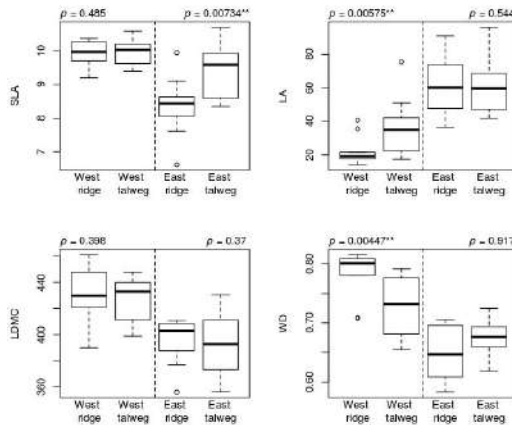 p = 0.485 p = 0.00734**
SLA
10
9
8
7
West ridge West talweg East ridge East talweg
p = 0.00575** p = 0.544
LA
80
60
40
20
West ridge West talweg East ridge East talweg
p = 0.398 p = 0.37
LDMC
440
400
360
West ridge West talweg East ridge East talweg
p = 0.00447** p = 0.917
WD
0.80
0.70
0.60
West ridge West talweg East ridge East talweg